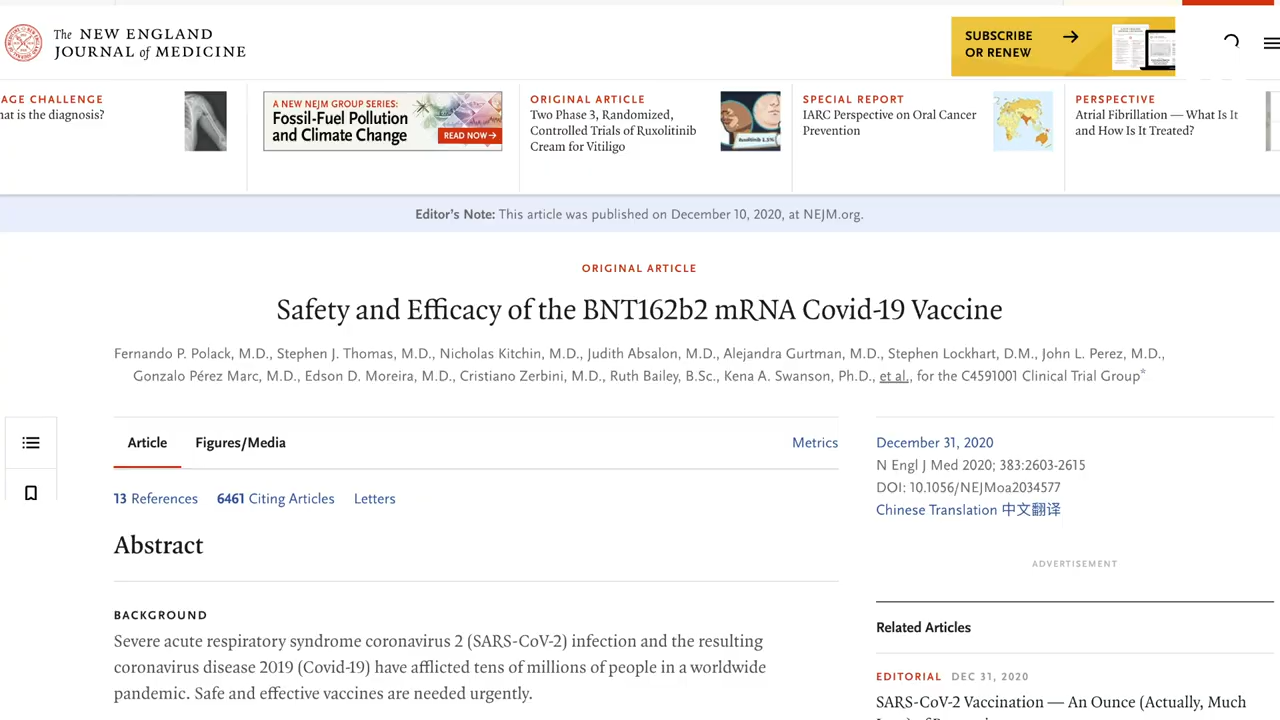 The NEW ENGLAND
JOURNAL of MEDICINE
SUBSCRIBE
OR RENEW
AGE CHALLENGE
hat is the diagnosis?
A NEW NEJM GROUP SERIES:
Fossil-Fuel Pollution
and Climate Change
READ NOW
ORIGINAL ARTICLE
Two Phase 3, Randomized,
Controlled Trials of Ruxolitinib
Cream for Vitiligo
Ruxolitinib 1.5%
SPECIAL REPORT
IARC Perspective on Oral Cancer
Prevention
PERSPECTIVE
Atrial Fibrillation — What Is It
and How Is It Treated?
Editor's Note: This article was published on December 10, 2020, at NEJM.org.
ORIGINAL ARTICLE
Safety and Efficacy of the BNT162b2 mRNA Covid-19 Vaccine
Fernando P. Polack, M.D., Stephen J. Thomas, M.D., Nicholas Kitchin, M.D., Judith Absalon, M.D., Alejandra Gurtman, M.D., Stephen Lockhart, D.M., John L. Perez, M.D.,
Gonzalo Pérez Marc, M.D., Edson D. Moreira, M.D., Cristiano Zerbini, M.D., Ruth Bailey, B.Sc., Kena A. Swanson, Ph.D., et al., for the C4591001 Clinical Trial Group*
Article Figures/Media Metrics
13 References 6461 Citing Articles Letters
Abstract
BACKGROUND
Severe acute respiratory syndrome coronavirus 2 (SARS-CoV-2) infection and the resulting
coronavirus disease 2019 (Covid-19) have afflicted tens of millions of people in a worldwide
pandemic. Safe and effective vaccines are needed urgently.
December 31, 2020
N Engl J Med 2020; 383:2603-2615
DOI: 10.1056/NEJMoa2034577
Chinese Translation 中文翻译
ADVERTISEMENT
Related Articles
EDITORIAL DEC 31, 2020
SARS-CoV-2 Vaccination — An Ounce (Actually, Much